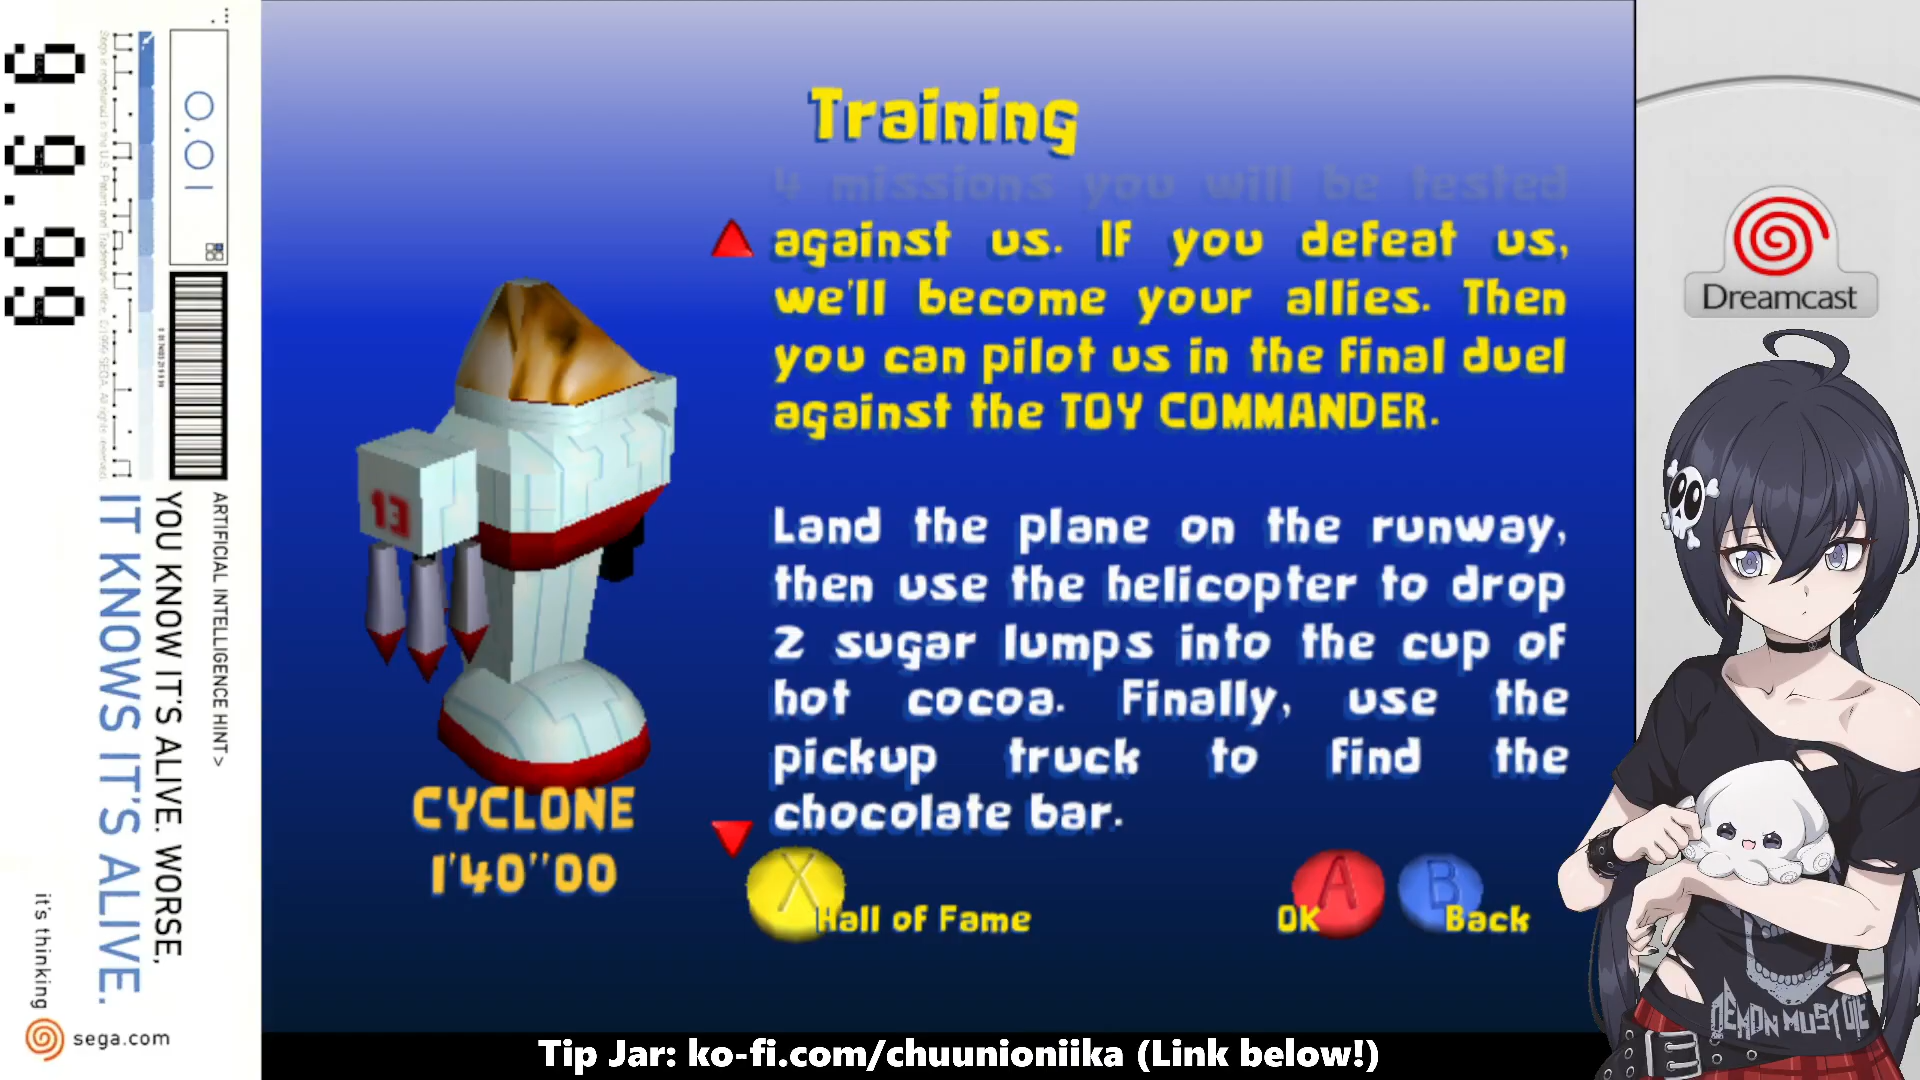 9.9.99
0.01
ARTIFICIAL INTELLIGENCE HINT >
YOU KNOW IT'S ALIVE. WORSE,
IT KNOWS IT'S ALIVE.
it's thinking
sega.com
Training
4 missions you will be tested
against us. If you defeat us,
we'll become your allies. Then
you can pilot us in the final duel
against the TOY COMMANDER.
Land the plane on the runway,
then use the helicopter to drop
2 sugar lumps into the cup of
hot cocoa. Finally, use the
pickup truck to find the
chocolate bar.
13
CYCLONE
1'40''00
X
Hall of Fame
OK
A
B
Back
Dreamcast
DEMON MUST DIE
Tip Jar: ko-fi.com/chuunioniika (Link below!)